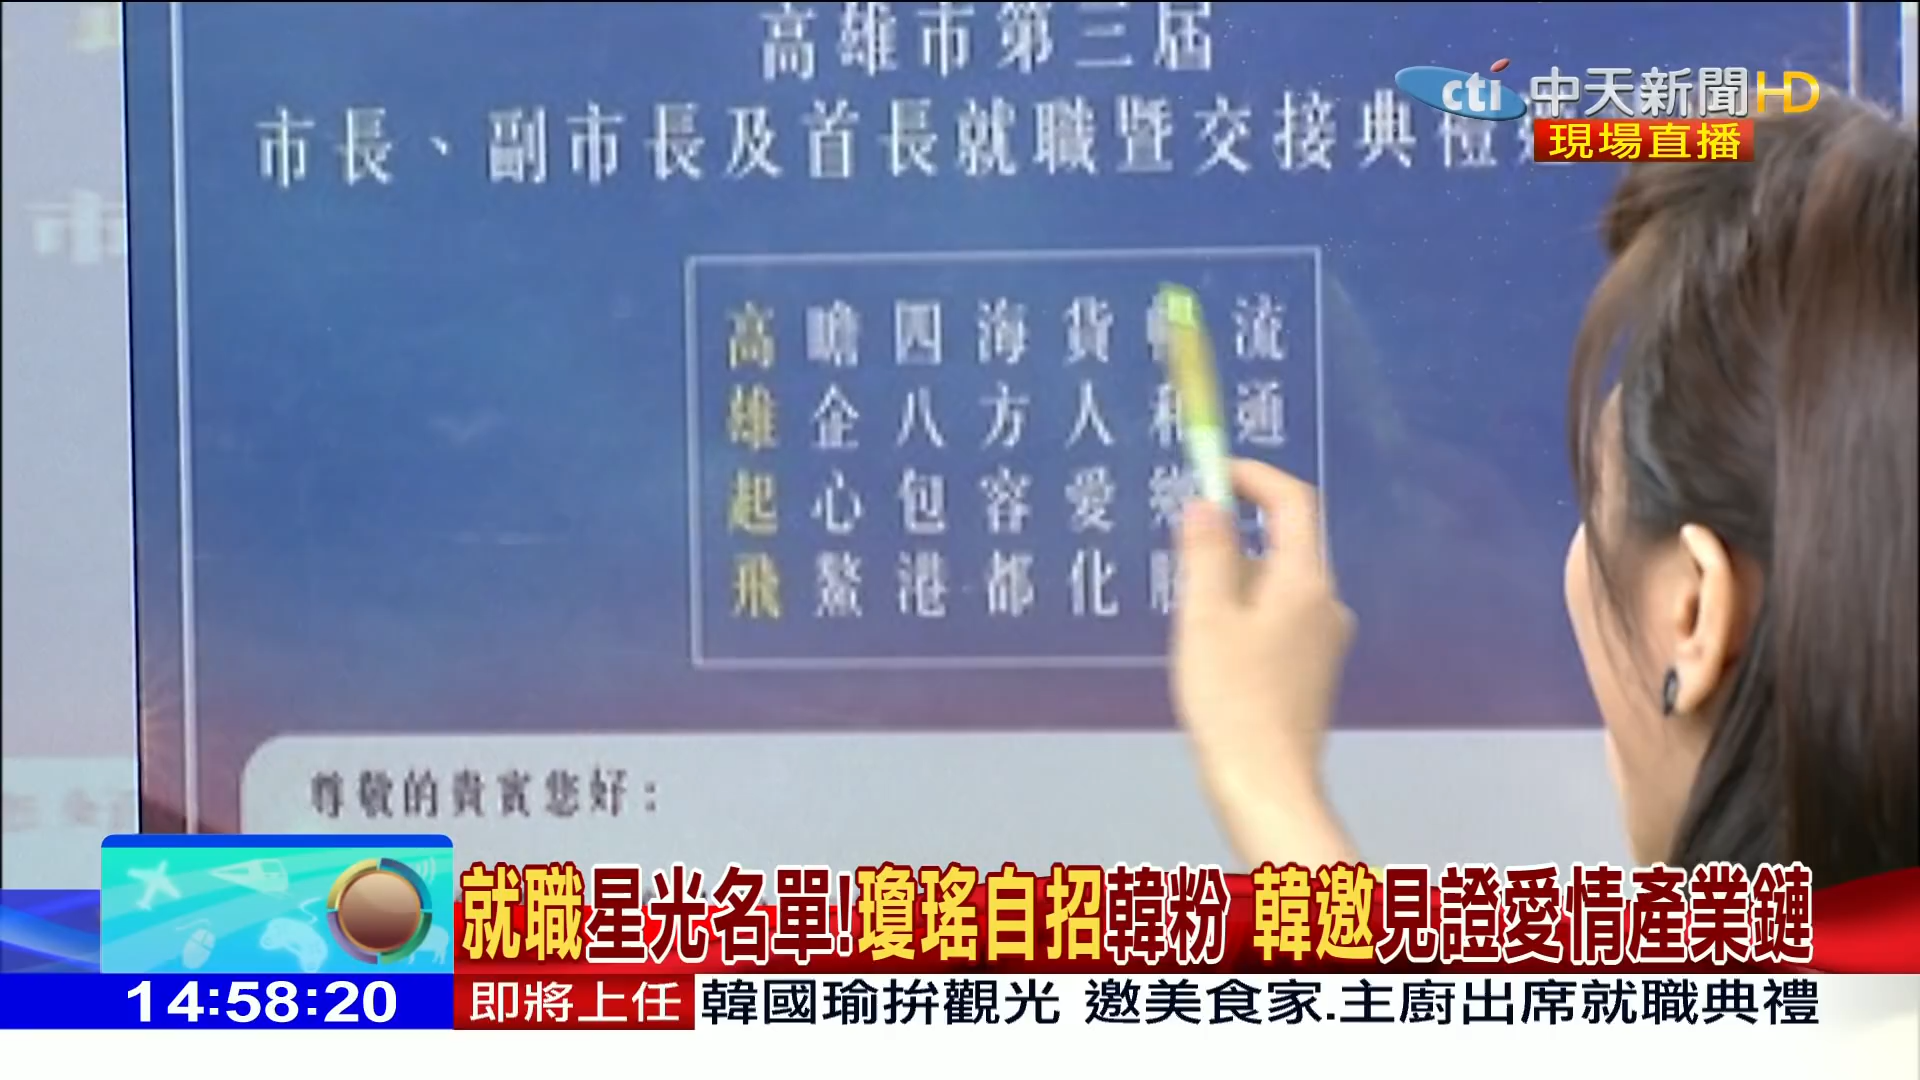 高雄市第三屆
市長、副市長及首長就職暨交接典禮
cti 中天新聞HD
現場直播
高瞻四海貨 流
雄企八方人和通
起心包容愛
飛鰲港都化
尊敬的貴賓您好：
就職星光名單!瓊瑤自招韓粉 韓邀見證愛情產業鏈
14:58:20
即將上任 韓國瑜拚觀光 邀美食家.主廚出席就職典禮